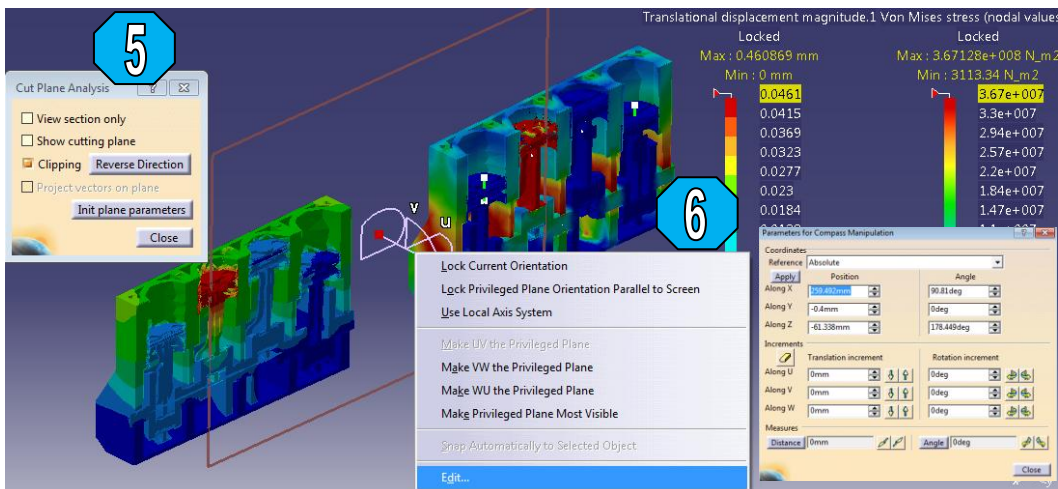 5
Translational displacement magnitude.1 Von Mises stress (nodal values
Locked Locked
Max : 0.460869 mm Max : 3.67128e+008 N_m2
Min : 0 mm Min : 3113.34 N_m2
0.0461 3.67e+007
0.0415 3.3e+007
0.0369 2.94e+007
0.0323 2.57e+007
0.0277 2.2e+007
0.023 1.84e+007
0.0184 1.47e+007
Cut Plane Analysis
View section only
Show cutting plane
Clipping Reverse Direction
Project vectors on plane
Init plane parameters
Close
v
u
6
Lock Current Orientation
Lock Privileged Plane Orientation Parallel to Screen
Use Local Axis System
Make UV the Privileged Plane
Make VW the Privileged Plane
Make WU the Privileged Plane
Make Privileged Plane Most Visible
Snap Automatically to Selected Object
Edit...
Parameters for Compass Manipulation
Coordinates
Reference Absolute
Apply Position Angle
Along X 259.492mm 90.81deg
Along Y -0.4mm 0deg
Along Z -61.338mm 178.449deg
Increments
Translation increment Rotation increment
Along U 0mm 0deg
Along V 0mm 0deg
Along W 0mm 0deg
Measures
Distance 0mm Angle 0deg
Close